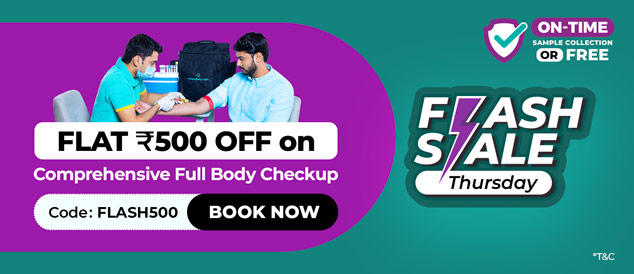 ON-TIME
SAMPLE COLLECTION
OR FREE
FLAT ₹500 OFF on
Comprehensive Full Body Checkup
Code: FLASH500
BOOK NOW
FLASH
SALE
Thursday
*T&C